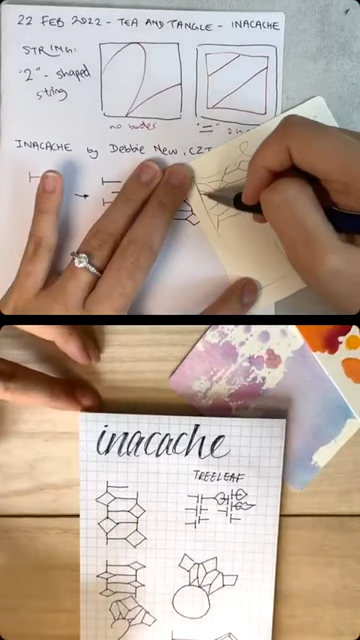 22 FEB 2022 - TEA AND TANGLE - INACACHE
STRING:
"2" - shaped
string
no border
"="
INACACHE by Debbie New, CZT
inacache
TREELEAF